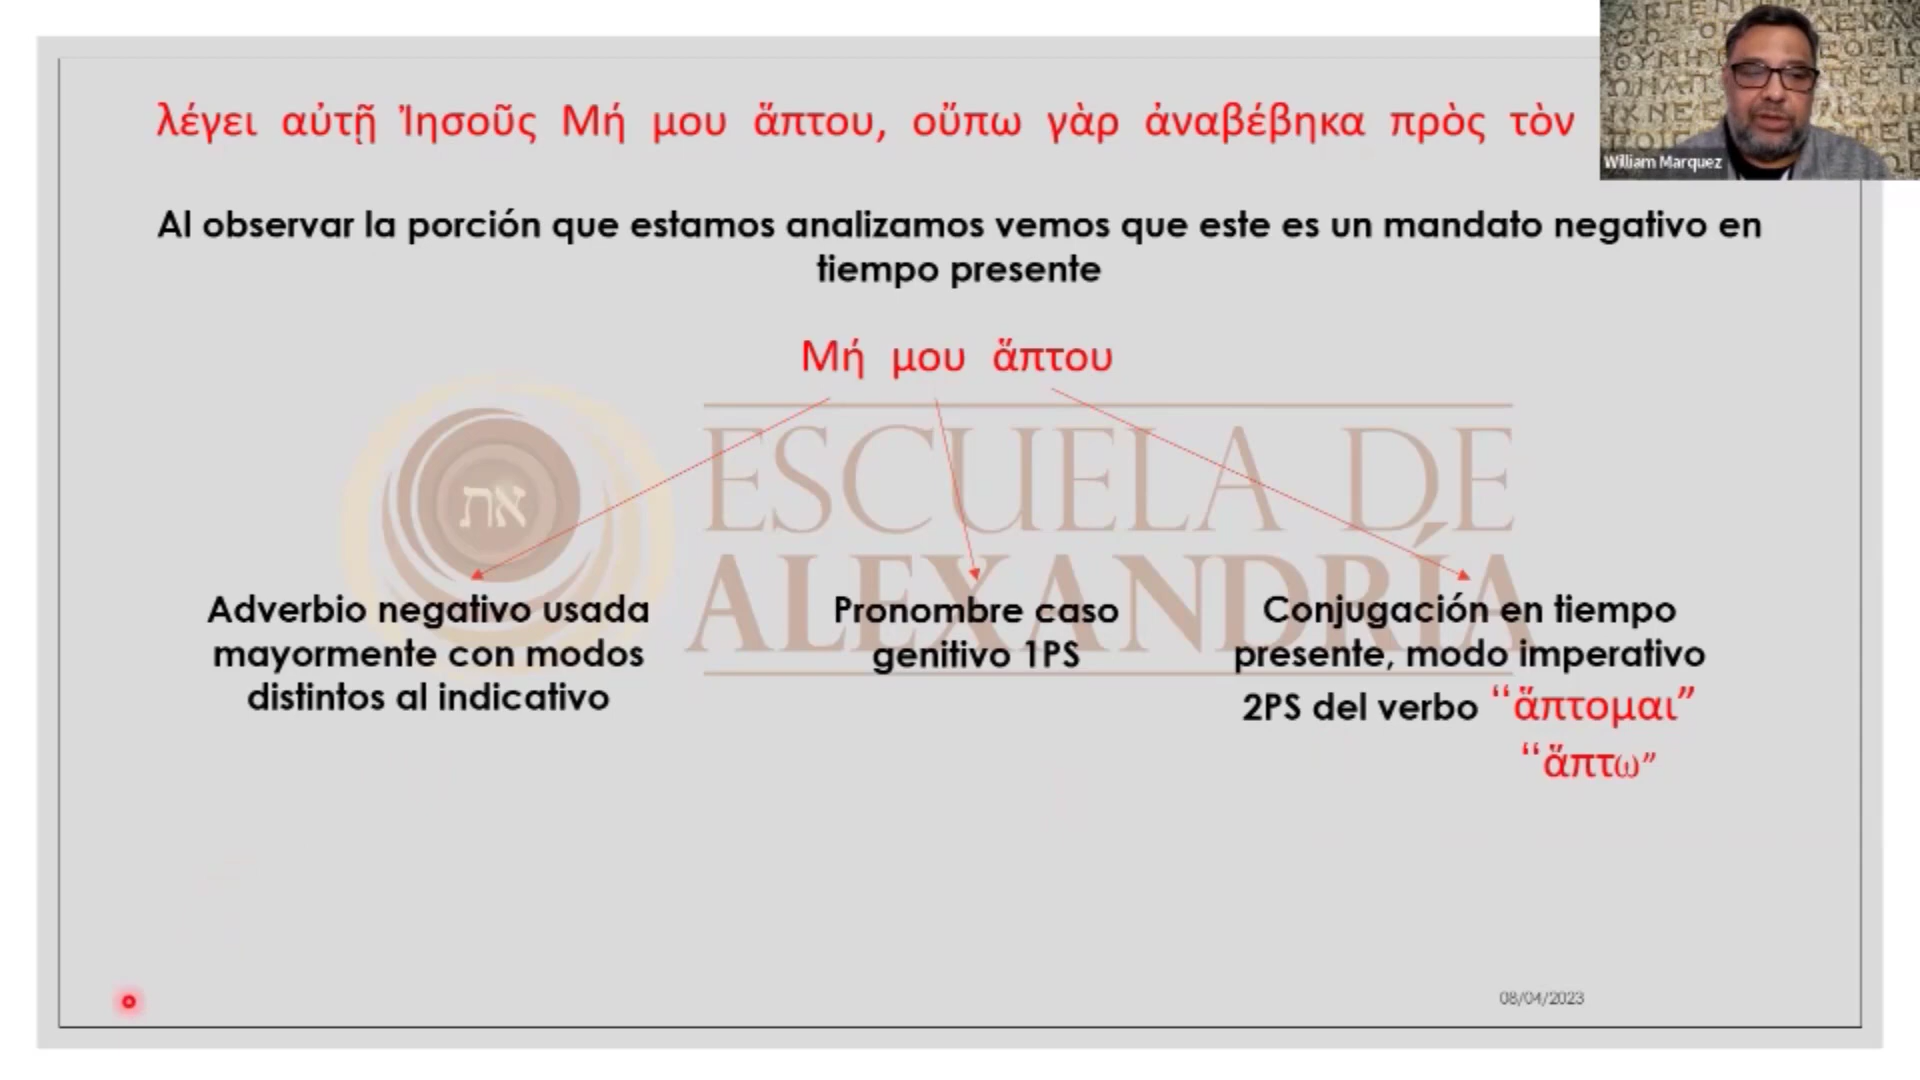 λέγει αὐτῇ Ἰησοῦς Μή μου ἅπτου, οὔπω γὰρ ἀναβέβηκα πρὸς τὸν
William Marquez
Al observar la porción que estamos analizamos vemos que este es un mandato negativo en
tiempo presente
Μή μου ἅπτου
את
ESCUELA DE
ALEXANDRÍA
Adverbio negativo usada
mayormente con modos
distintos al indicativo
Pronombre caso
genitivo 1PS
Conjugación en tiempo
presente, modo imperativo
2PS del verbo “ἅπτομαι”
“ἅπτω”
08/04/2023